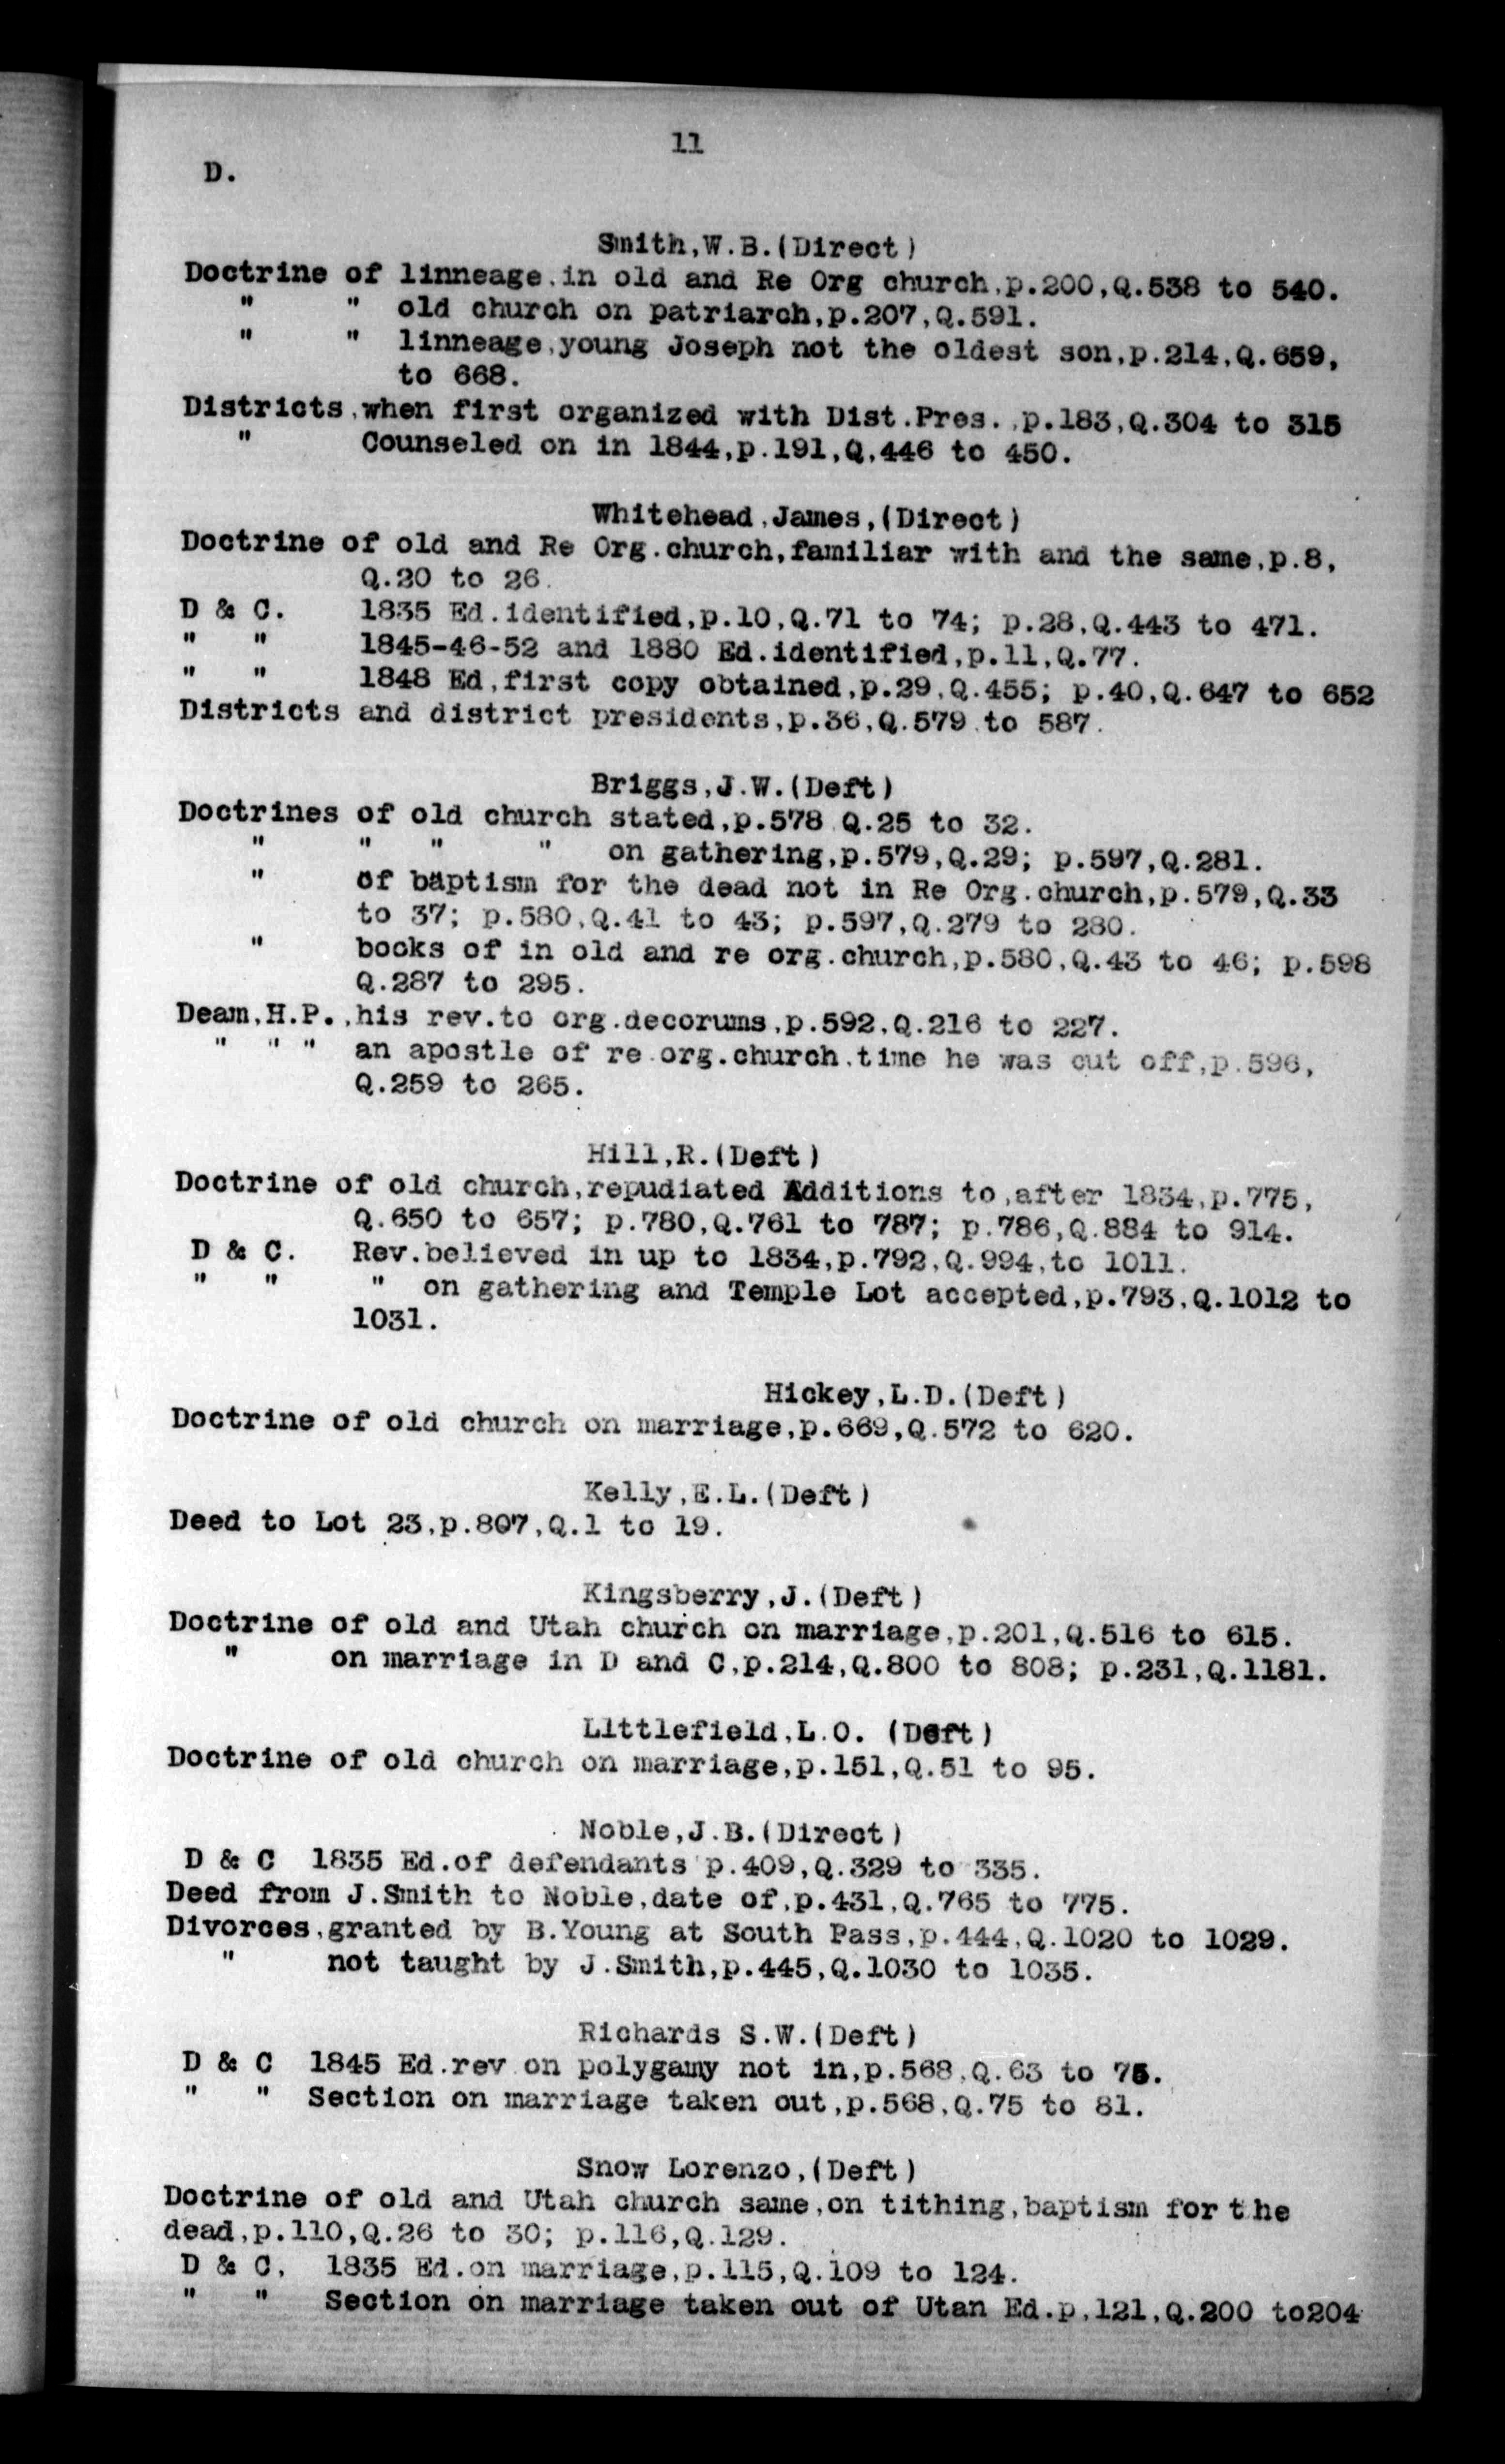 11
D.
Smith,W.B.(Direct)
Doctrine of linneage,in old and Re Org church,p.200,Q.538 to 540.
" " old church on patriarch,p.207,Q.591.
" " linneage,young Joseph not the oldest son,p.214,Q.659,
to 668.
Districts,when first organized with Dist.Pres.,p.183,Q.304 to 315
" Counseled on in 1844,p.191,Q,446 to 450.
Whitehead,James,(Direct)
Doctrine of old and Re Org.church,familiar with and the same,p.8,
Q.20 to 26.
D & C. 1835 Ed.identified,p.10,Q.71 to 74; p.28,Q.443 to 471.
" " 1845-46-52 and 1880 Ed.identified,p.11,Q.77.
" " 1848 Ed,first copy obtained,p.29,Q.455; p.40,Q.647 to 652
Districts and district presidents,p.36,Q.579 to 587.
Briggs,J.W.(Deft)
Doctrines of old church stated,p.578 Q.25 to 32.
" " " " on gathering,p.579,Q.29; p.597,Q.281.
" of baptism for the dead not in Re Org.church,p.579,Q.33
to 37; p.580,Q.41 to 43; p.597,Q.279 to 280.
" books of in old and re org.church,p.580,Q.43 to 46; p.598
Q.287 to 295.
Deam,H.P.,his rev.to org.decorums,p.592,Q.216 to 227.
" " " an apostle of re org.church,time he was cut off,p.596,
Q.259 to 265.
Hill,R.(Deft)
Doctrine of old church,repudiated Additions to,after 1834,p.775,
Q.650 to 657; p.780,Q.761 to 787; p.786,Q.884 to 914.
D & C. Rev.believed in up to 1834,p.792,Q.994,to 1011.
" " " on gathering and Temple Lot accepted,p.793,Q.1012 to
1031.
Hickey,L.D.(Deft)
Doctrine of old church on marriage,p.669,Q.572 to 620.
Kelly,E.L.(Deft)
Deed to Lot 23,p.807,Q.1 to 19.
Kingsberry,J.(Deft)
Doctrine of old and Utah church on marriage,p.201,Q.516 to 615.
" on marriage in D and C,p.214,Q.800 to 808; p.231,Q.1181.
LIttlefield,L.O. (Deft)
Doctrine of old church on marriage,p.151,Q.51 to 95.
Noble,J.B.(Direct)
D & C 1835 Ed.of defendants p.409,Q.329 to 335.
Deed from J.Smith to Noble,date of,p.431,Q.765 to 775.
Divorces,granted by B.Young at South Pass,p.444,Q.1020 to 1029.
" not taught by J.Smith,p.445,Q.1030 to 1035.
Richards S.W.(Deft)
D & C 1845 Ed.rev on polygamy not in,p.568,Q.63 to 75.
" " Section on marriage taken out,p.568,Q.75 to 81.
Snow Lorenzo,(Deft)
Doctrine of old and Utah church same,on tithing,baptism for the
dead,p.110,Q.26 to 30; p.116,Q.129.
D & C, 1835 Ed.on marriage,p.115,Q.109 to 124.
" " Section on marriage taken out of Utan Ed.p,121,Q.200 to204